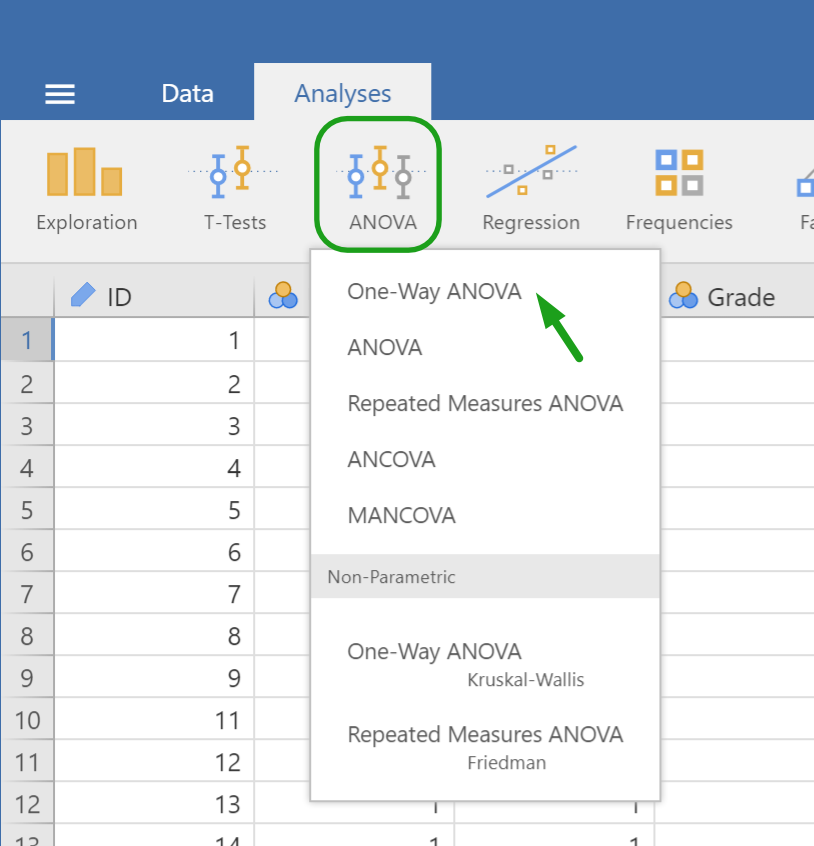 Data Analyses
Exploration T-Tests ANOVA Regression Frequencies Fa
ID Grade
One-Way ANOVA
1 1
ANOVA
2 2
Repeated Measures ANOVA
3 3
ANCOVA
4 4
MANCOVA
5 5
6 6
Non-Parametric
7 7
8 8
One-Way ANOVA
9 9
Kruskal-Wallis
10 11
Repeated Measures ANOVA
11 12
Friedman
12 13 1 1
13 14 1 1